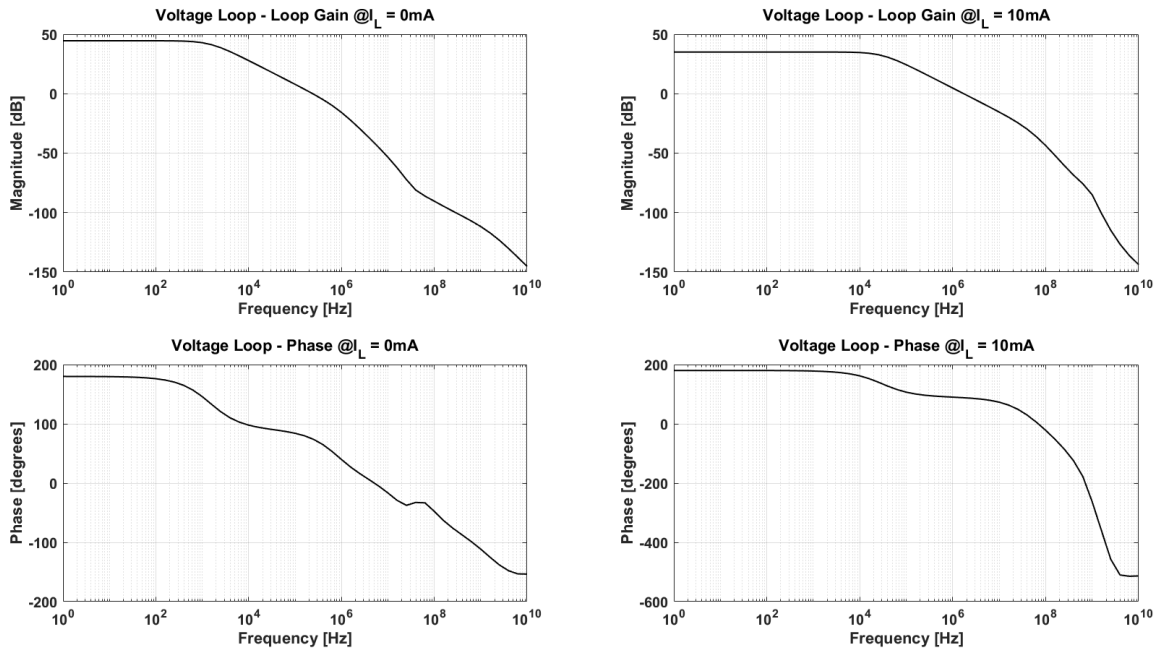 Voltage Loop - Loop Gain @I_L = 0mA
Magnitude [dB]
50
0
-50
-100
-150
10^0 10^2 10^4 10^6 10^8 10^10
Frequency [Hz]
Voltage Loop - Loop Gain @I_L = 10mA
Magnitude [dB]
50
0
-50
-100
-150
10^0 10^2 10^4 10^6 10^8 10^10
Frequency [Hz]
Voltage Loop - Phase @I_L = 0mA
Phase [degrees]
200
100
0
-100
-200
10^0 10^2 10^4 10^6 10^8 10^10
Frequency [Hz]
Voltage Loop - Phase @I_L = 10mA
Phase [degrees]
200
0
-200
-400
-600
10^0 10^2 10^4 10^6 10^8 10^10
Frequency [Hz]